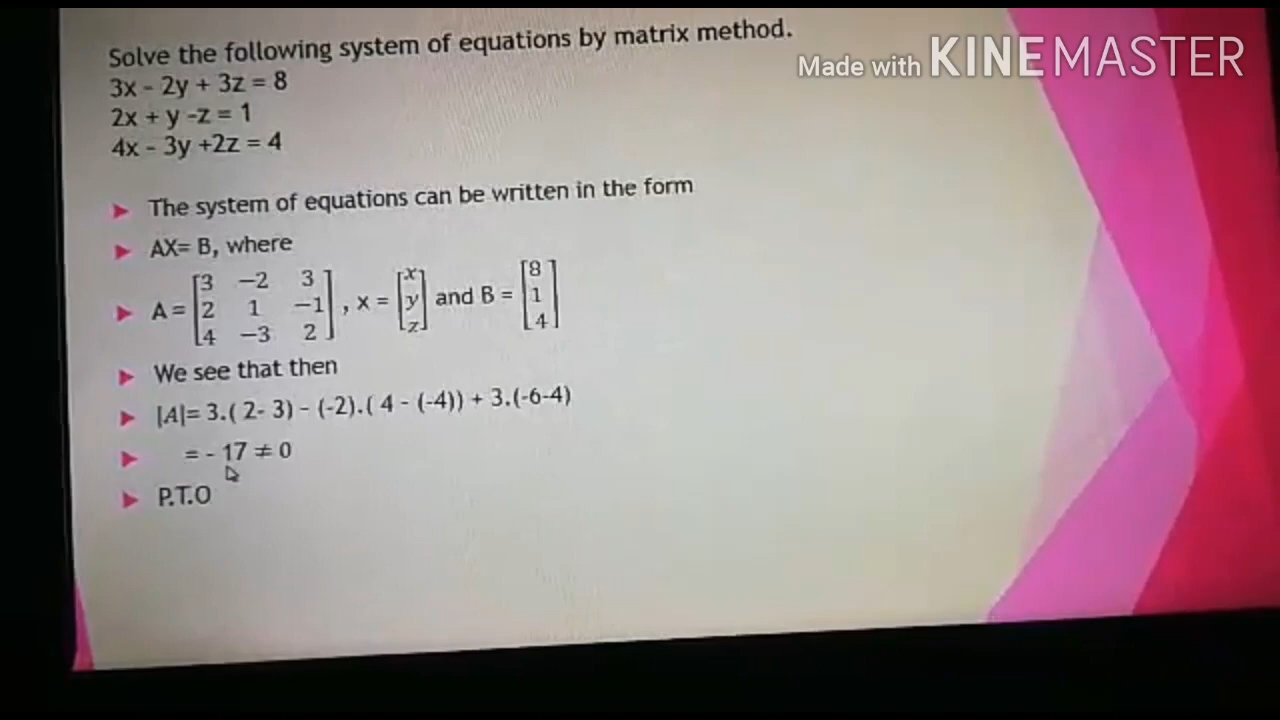 Solve the following system of equations by matrix method.
Made with KINEMASTER
3x - 2y + 3z = 8
2x + y -z = 1
4x - 3y +2z = 4
The system of equations can be written in the form
AX= B, where
A = [3 −2 3; 2 1 −1; 4 −3 2] , x = [x; y; z] and B = [8; 1; 4]
We see that then
|A|= 3.( 2- 3) - (-2).( 4 - (-4)) + 3.(-6-4)
= - 17 ≠ 0
P.T.O